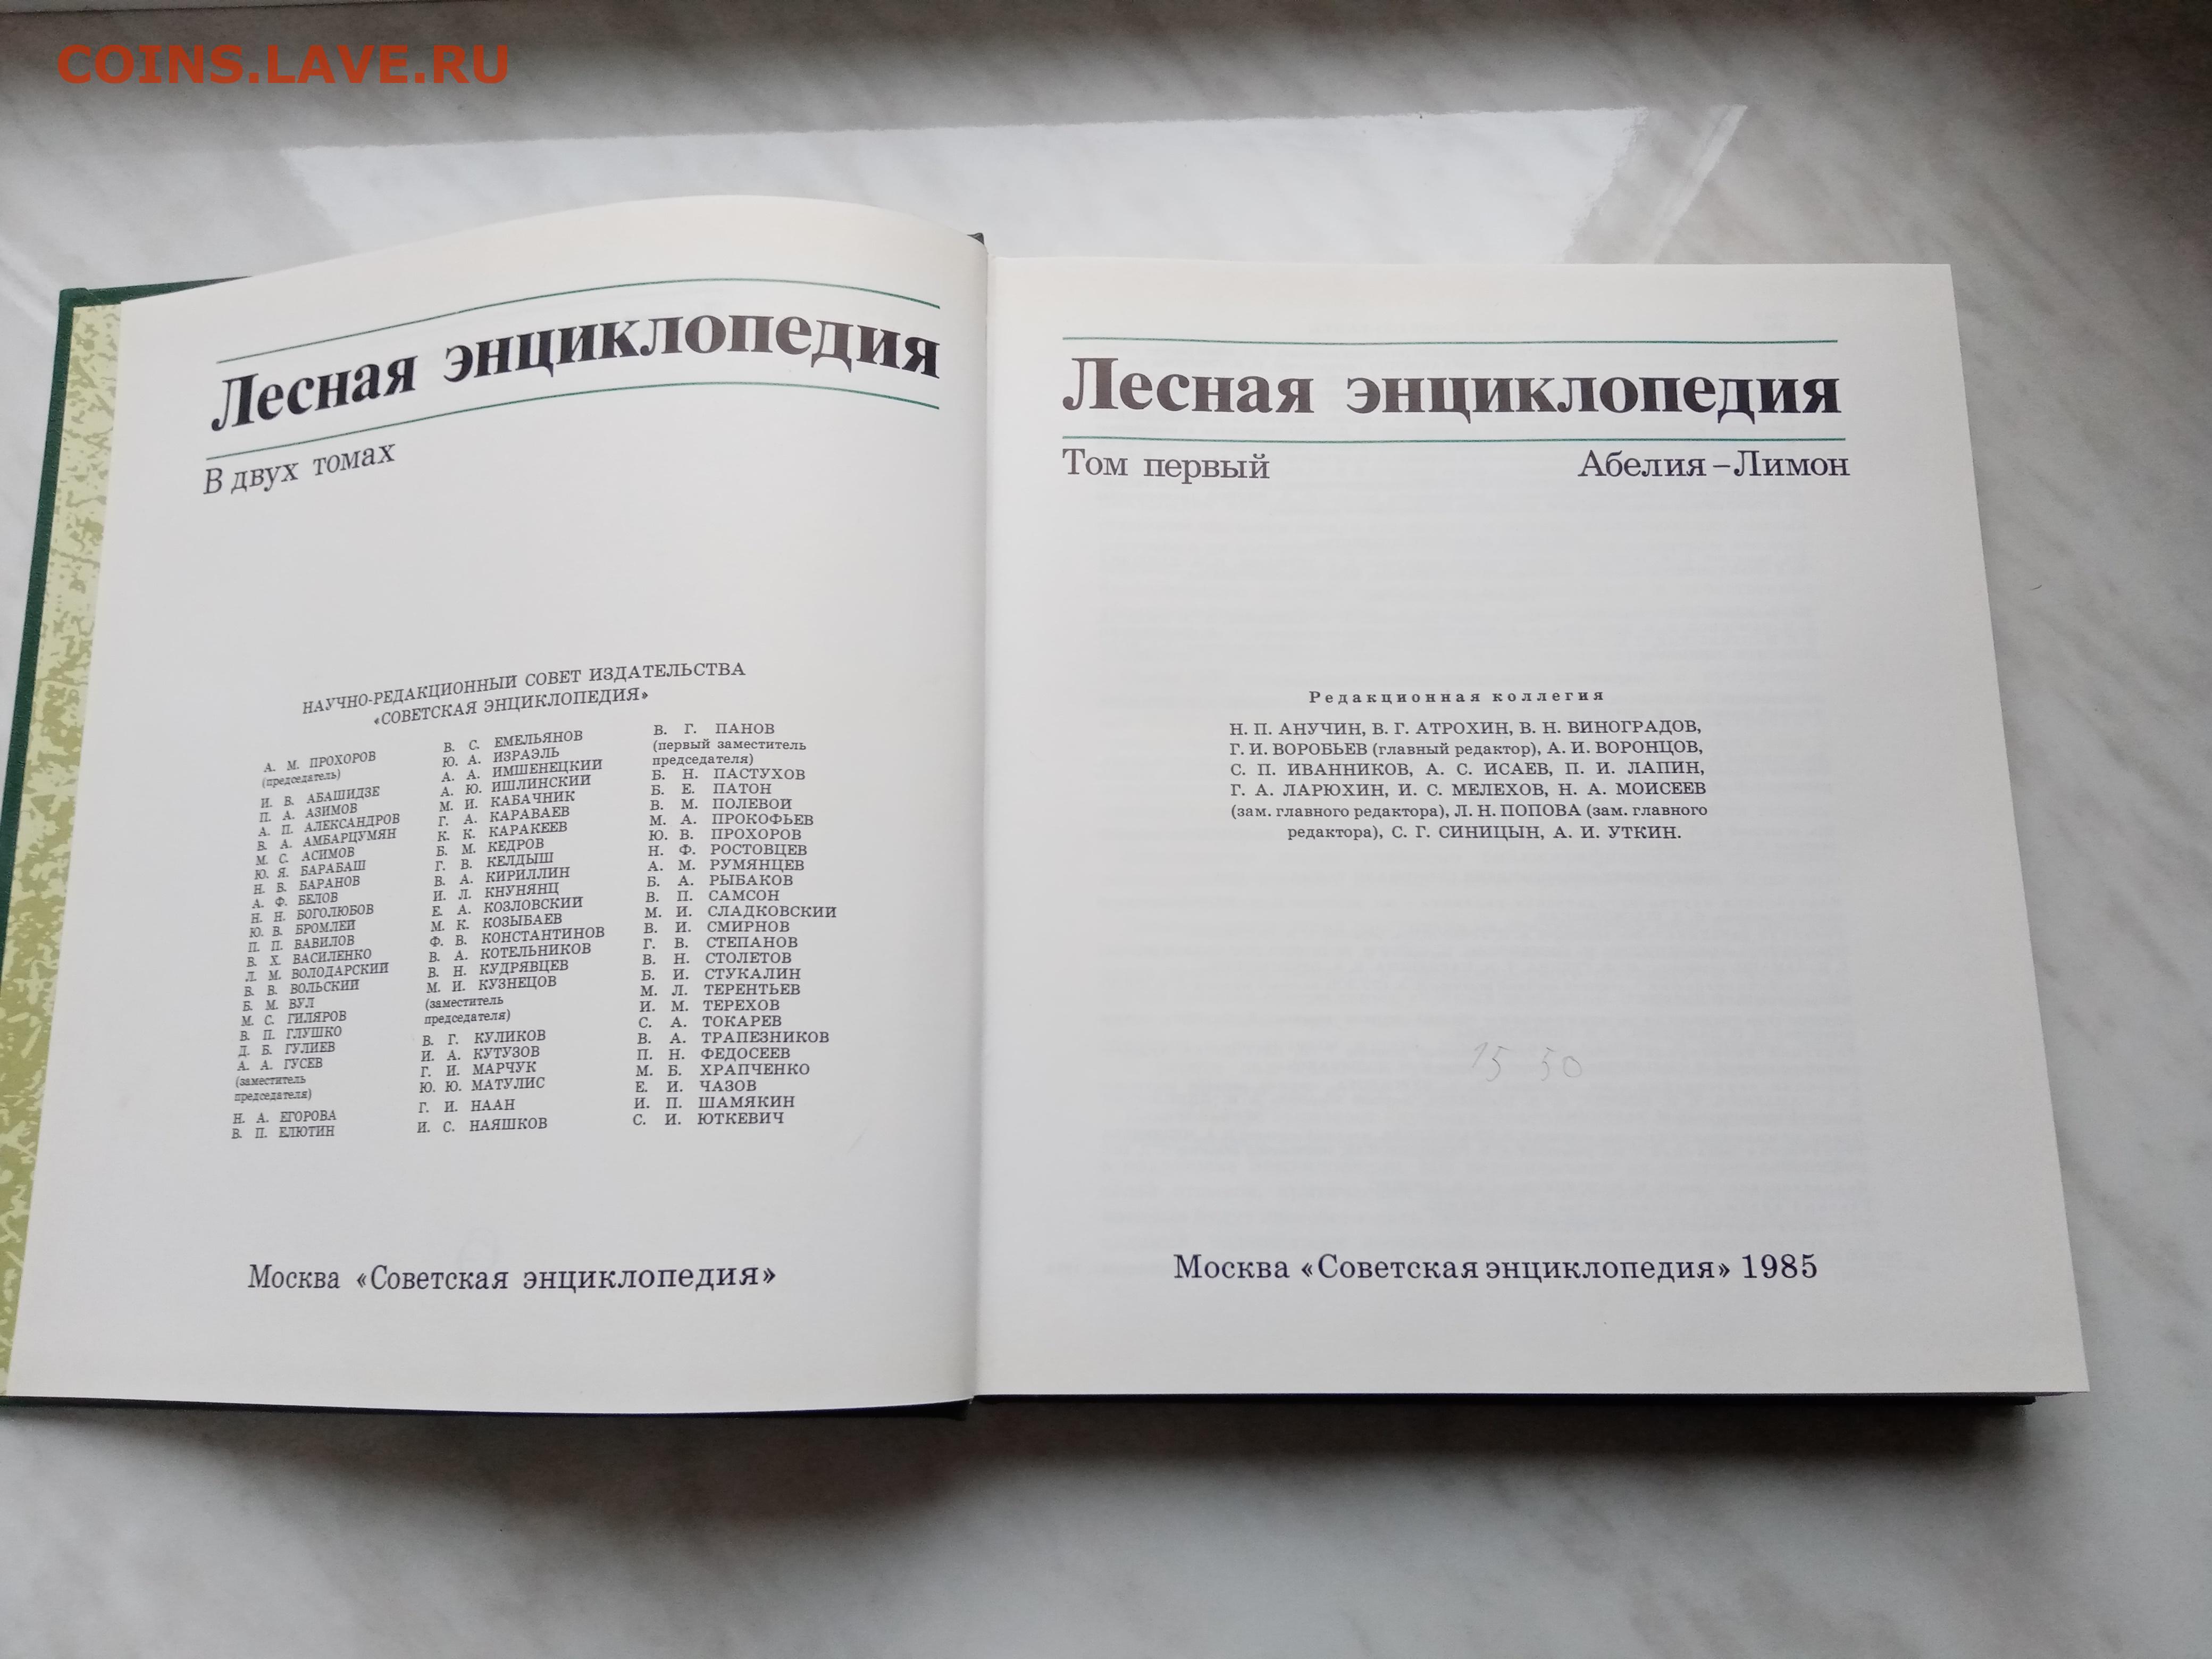 COINS.LAVE.RU
Лесная энциклопедия
В двух томах
НАУЧНО-РЕДАКЦИОННЫЙ СОВЕТ ИЗДАТЕЛЬСТВА
«СОВЕТСКАЯ ЭНЦИКЛОПЕДИЯ»
А. М. ПРОХОРОВ
(председатель)
И. В. АБАШИДЗЕ
П. А. АЗИМОВ
А. П. АЛЕКСАНДРОВ
В. А. АМБАРЦУМЯН
М. С. АСИМОВ
Ю. Я. БАРАБАШ
Н. В. БАРАНОВ
А. Ф. БЕЛОВ
Н. Н. БОГОЛЮБОВ
Ю. В. БРОМЛЕЙ
П. П. ВАВИЛОВ
В. Х. ВАСИЛЕНКО
Л. М. ВОЛОДАРСКИЙ
В. В. ВОЛЬСКИЙ
Б. М. ВУЛ
М. С. ГИЛЯРОВ
В. П. ГЛУШКО
Д. Б. ГУЛИЕВ
А. А. ГУСЕВ
(заместитель
председателя)
Н. А. ЕГОРОВА
В. П. ЕЛЮТИН
В. С. ЕМЕЛЬЯНОВ
Ю. А. ИЗРАЭЛЬ
А. А. ИМШЕНЕЦКИЙ
А. Ю. ИШЛИНСКИЙ
М. И. КАБАЧНИК
Г. А. КАРАВАЕВ
К. К. КАРАКЕЕВ
Б. М. КЕДРОВ
Г. В. КЕЛДЫШ
В. А. КИРИЛЛИН
И. Л. КНУНЯНЦ
Е. А. КОЗЛОВСКИЙ
М. К. КОЗЫБАЕВ
Ф. В. КОНСТАНТИНОВ
В. А. КОТЕЛЬНИКОВ
В. Н. КУДРЯВЦЕВ
М. И. КУЗНЕЦОВ
(заместитель
председателя)
В. Г. КУЛИКОВ
И. А. КУТУЗОВ
Г. И. МАРЧУК
Ю. Ю. МАТУЛИС
Г. И. НААН
И. С. НАЯШКОВ
В. Г. ПАНОВ
(первый заместитель
председателя)
Б. Н. ПАСТУХОВ
Б. Е. ПАТОН
В. М. ПОЛЕВОЙ
М. А. ПРОКОФЬЕВ
Ю. В. ПРОХОРОВ
Н. Ф. РОСТОВЦЕВ
А. М. РУМЯНЦЕВ
Б. А. РЫБАКОВ
В. П. САМСОН
М. И. СЛАДКОВСКИЙ
В. И. СМИРНОВ
Г. В. СТЕПАНОВ
В. Н. СТОЛЕТОВ
Б. И. СТУКАЛИН
М. Л. ТЕРЕНТЬЕВ
И. М. ТЕРЕХОВ
С. А. ТОКАРЕВ
В. А. ТРАПЕЗНИКОВ
П. Н. ФЕДОСЕЕВ
М. Б. ХРАПЧЕНКО
Е. И. ЧАЗОВ
И. П. ШАМЯКИН
С. И. ЮТКЕВИЧ
Москва «Советская энциклопедия»
Лесная энциклопедия
Том первый Абелия – Лимон
Редакционная коллегия
Н. П. АНУЧИН, В. Г. АТРОХИН, В. Н. ВИНОГРАДОВ,
Г. И. ВОРОБЬЕВ (главный редактор), А. И. ВОРОНЦОВ,
С. П. ИВАННИКОВ, А. С. ИСАЕВ, П. И. ЛАПИН,
Г. А. ЛАРЮХИН, И. С. МЕЛЕХОВ, Н. А. МОИСЕЕВ
(зам. главного редактора), Л. Н. ПОПОВА (зам. главного
редактора), С. Г. СИНИЦЫН, А. И. УТКИН.
15 50
Москва «Советская энциклопедия» 1985